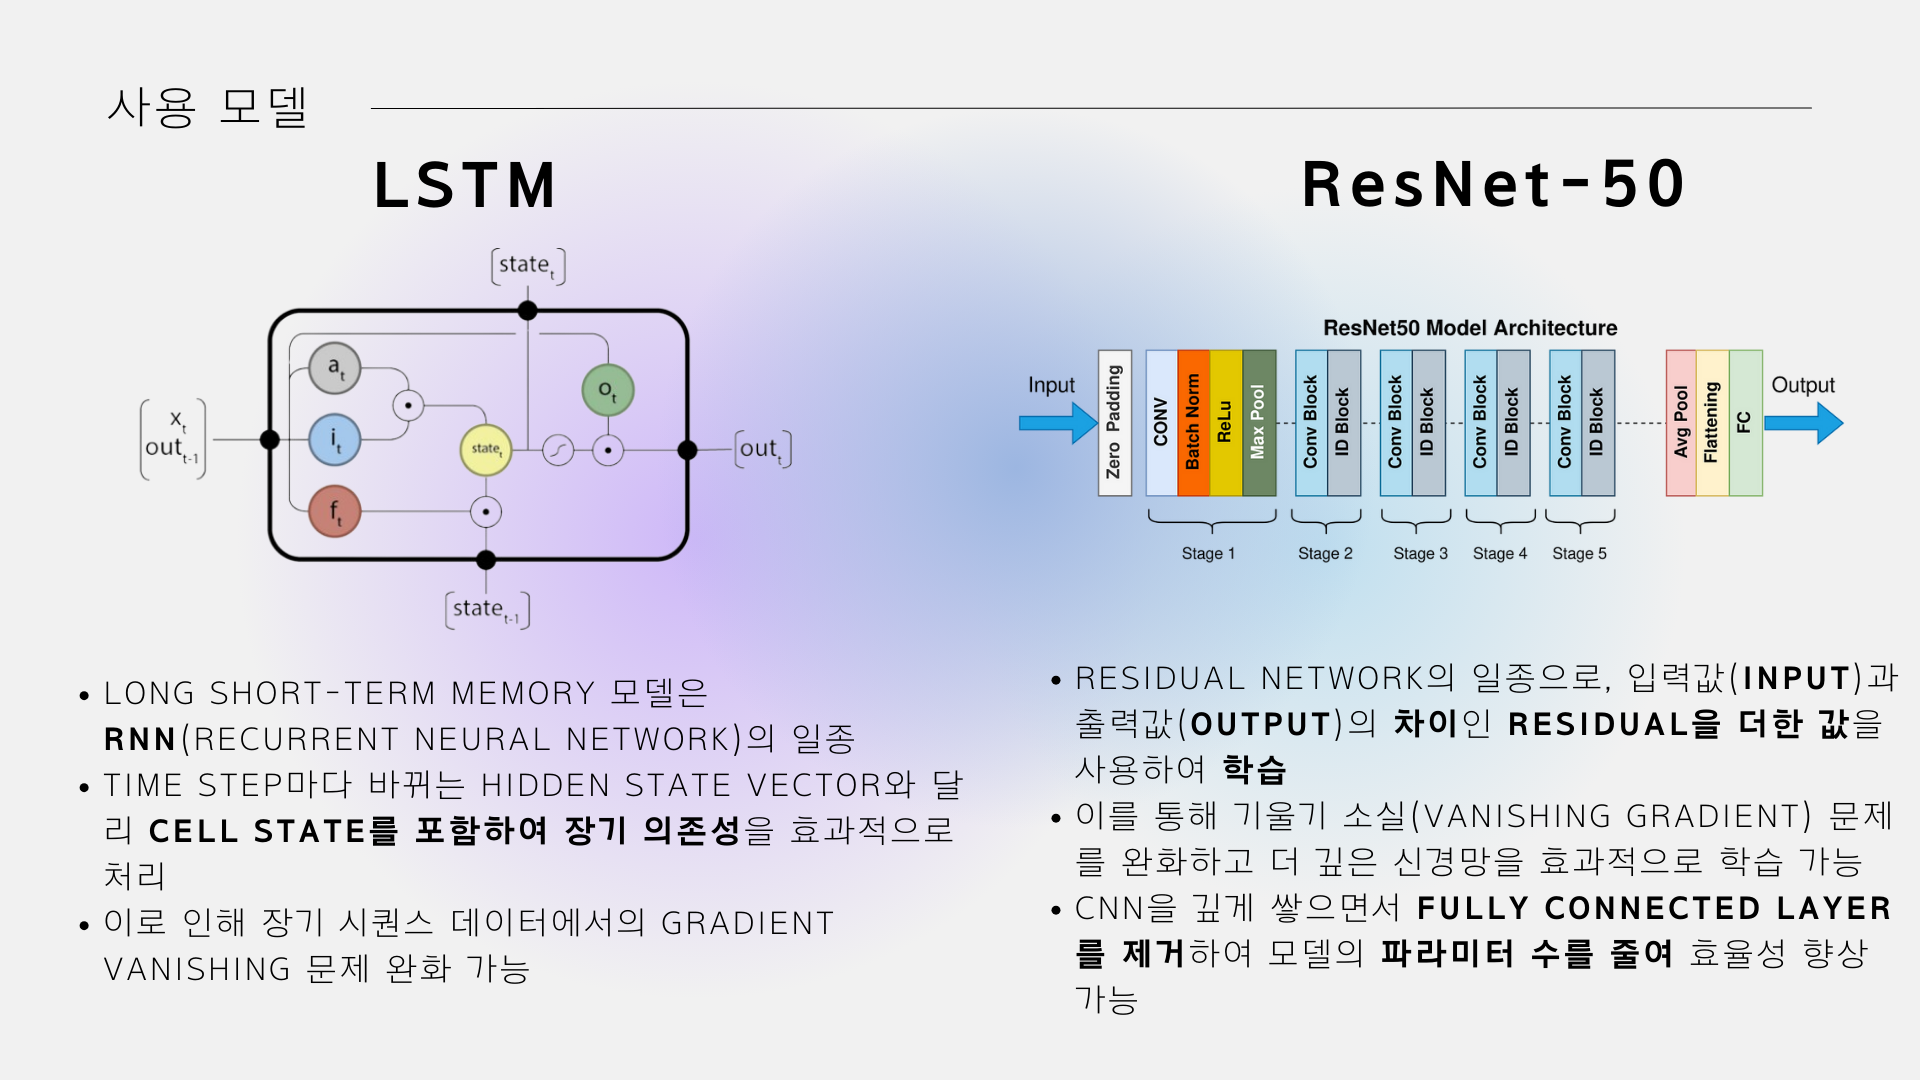 사용 모델
LSTM
[state_t]
a_t
o_t
x_t
out_t-1
i_t
state_t
[out_t]
f_t
[state_t-1]
LONG SHORT-TERM MEMORY 모델은
RNN(RECURRENT NEURAL NETWORK)의 일종
TIME STEP마다 바뀌는 HIDDEN STATE VECTOR와 달
리 CELL STATE를 포함하여 장기 의존성을 효과적으로
처리
이로 인해 장기 시퀀스 데이터에서의 GRADIENT
VANISHING 문제 완화 가능
ResNet-50
ResNet50 Model Architecture
Input
Zero Padding
CONV
Batch Norm
ReLu
Max Pool
Conv Block
ID Block
Conv Block
ID Block
Conv Block
ID Block
Conv Block
ID Block
Avg Pool
Flattening
FC
Output
Stage 1
Stage 2
Stage 3
Stage 4
Stage 5
RESIDUAL NETWORK의 일종으로, 입력값(INPUT)과
출력값(OUTPUT)의 차이인 RESIDUAL을 더한 값을
사용하여 학습
이를 통해 기울기 소실(VANISHING GRADIENT) 문제
를 완화하고 더 깊은 신경망을 효과적으로 학습 가능
CNN을 깊게 쌓으면서 FULLY CONNECTED LAYER
를 제거하여 모델의 파라미터 수를 줄여 효율성 향상
가능